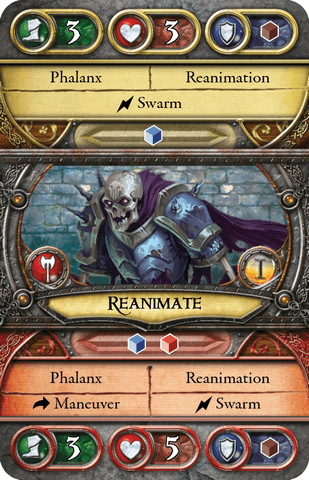 3 3
Phalanx Reanimation
Swarm
I
REANIMATE
Phalanx Reanimation
Maneuver Swarm
3 5